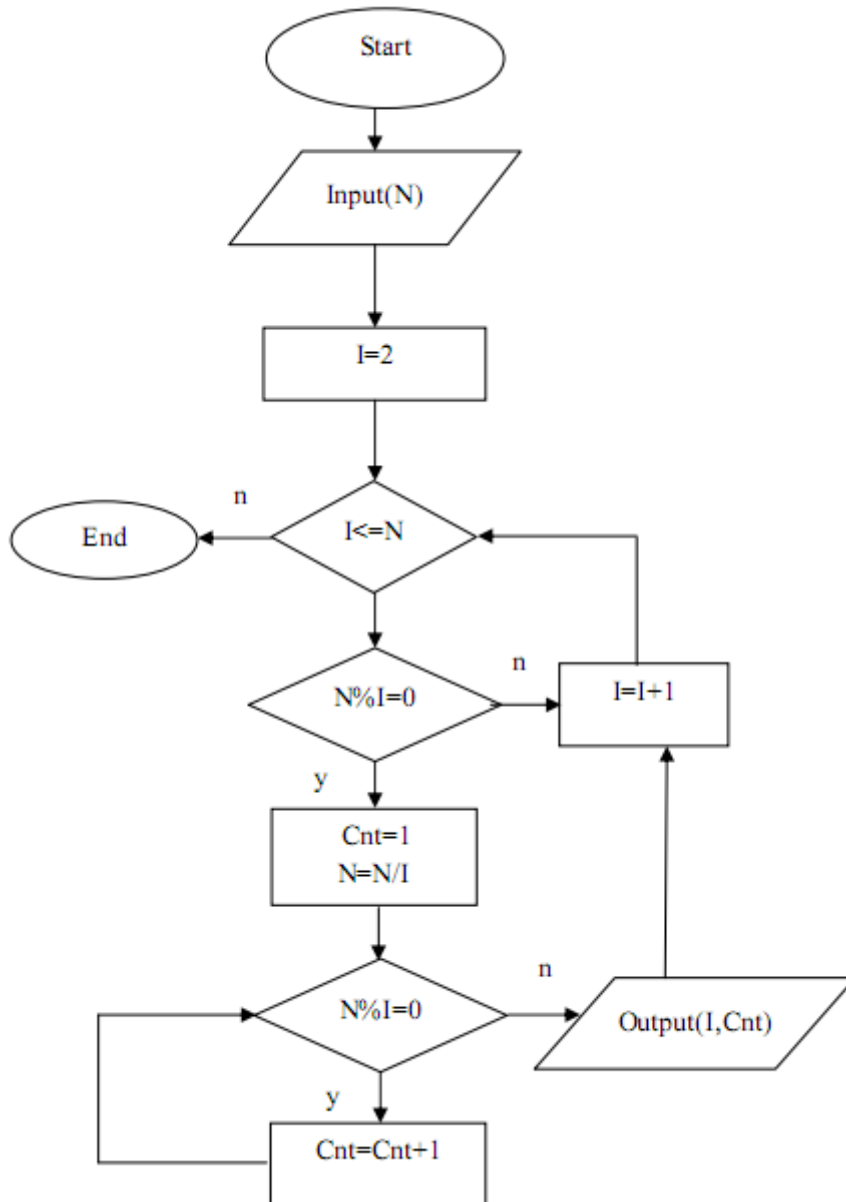 Start
Input(N)
I=2
n
I<=N
End
n
N%I=0
I=I+1
y
Cnt=1
N=N/I
n
N%I=0
Output(I,Cnt)
y
Cnt=Cnt+1